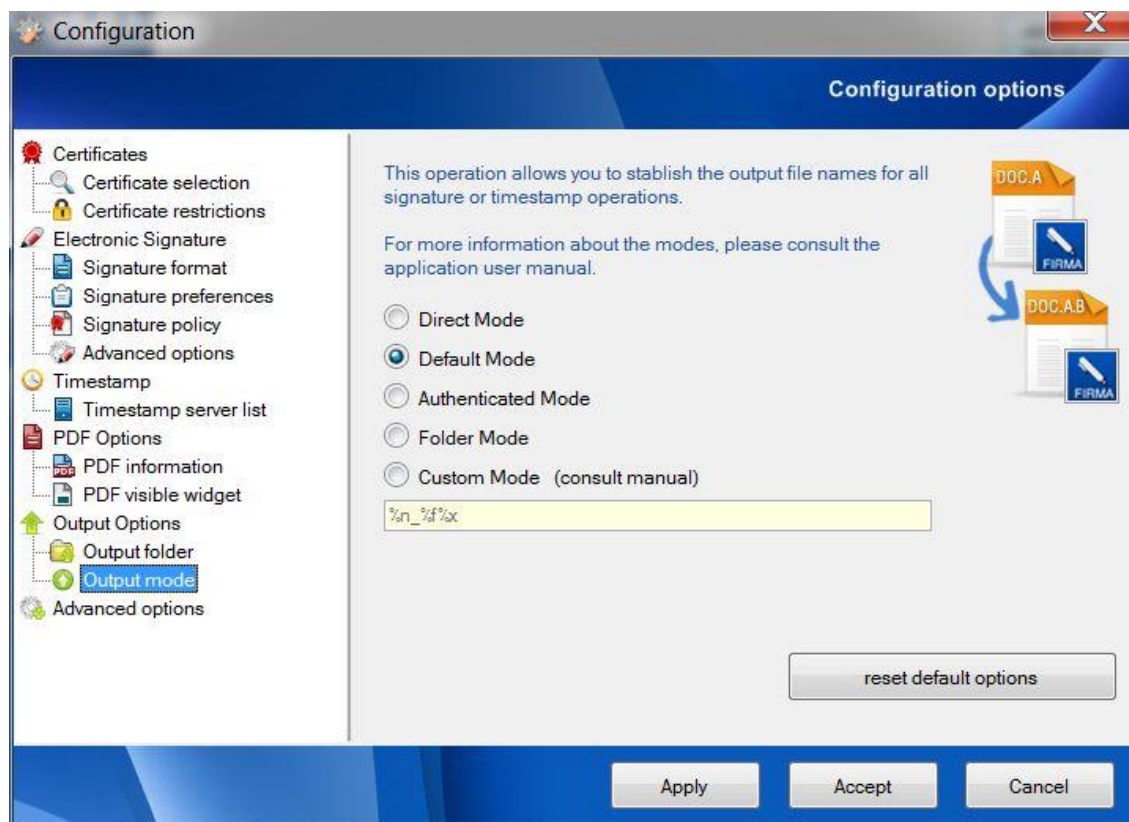 Configuration
Configuration options
Certificates
Certificate selection
Certificate restrictions
Electronic Signature
Signature format
Signature preferences
Signature policy
Advanced options
Timestamp
Timestamp server list
PDF Options
PDF information
PDF visible widget
Output Options
Output folder
Output mode
Advanced options
This operation allows you to stablish the output file names for all
signature or timestamp operations.
For more information about the modes, please consult the
application user manual.
Direct Mode
Default Mode
Authenticated Mode
Folder Mode
Custom Mode (consult manual)
%n_%f%x
DOC.A
FIRMA
DOC.A.B
FIRMA
reset default options
Apply
Accept
Cancel